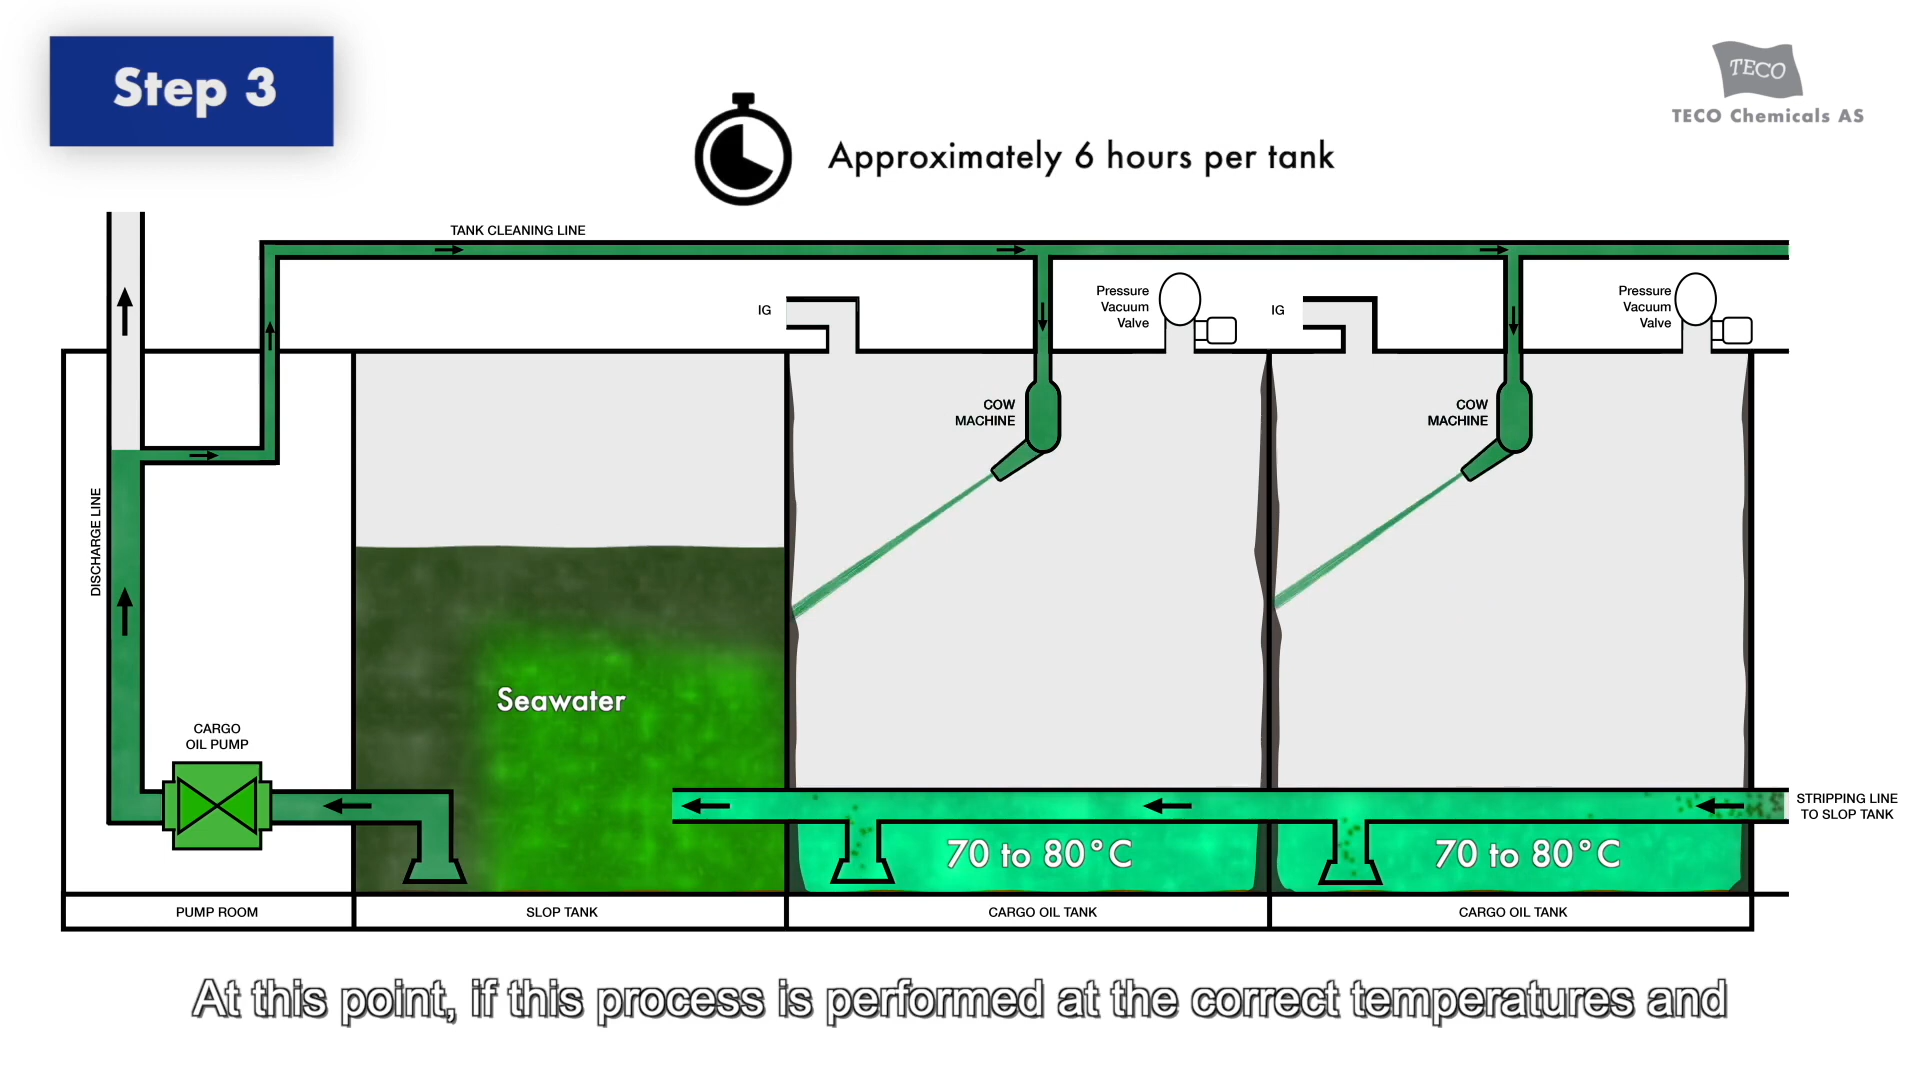 Step 3
TECO
TECO Chemicals AS
Approximately 6 hours per tank
TANK CLEANING LINE
IG
Pressure
Vacuum
Valve
IG
Pressure
Vacuum
Valve
COW
MACHINE
COW
MACHINE
DISCHARGE LINE
Seawater
CARGO
OIL PUMP
STRIPPING LINE
TO SLOP TANK
70 to 80°C
70 to 80°C
PUMP ROOM
SLOP TANK
CARGO OIL TANK
CARGO OIL TANK
At this point, if this process is performed at the correct temperatures and